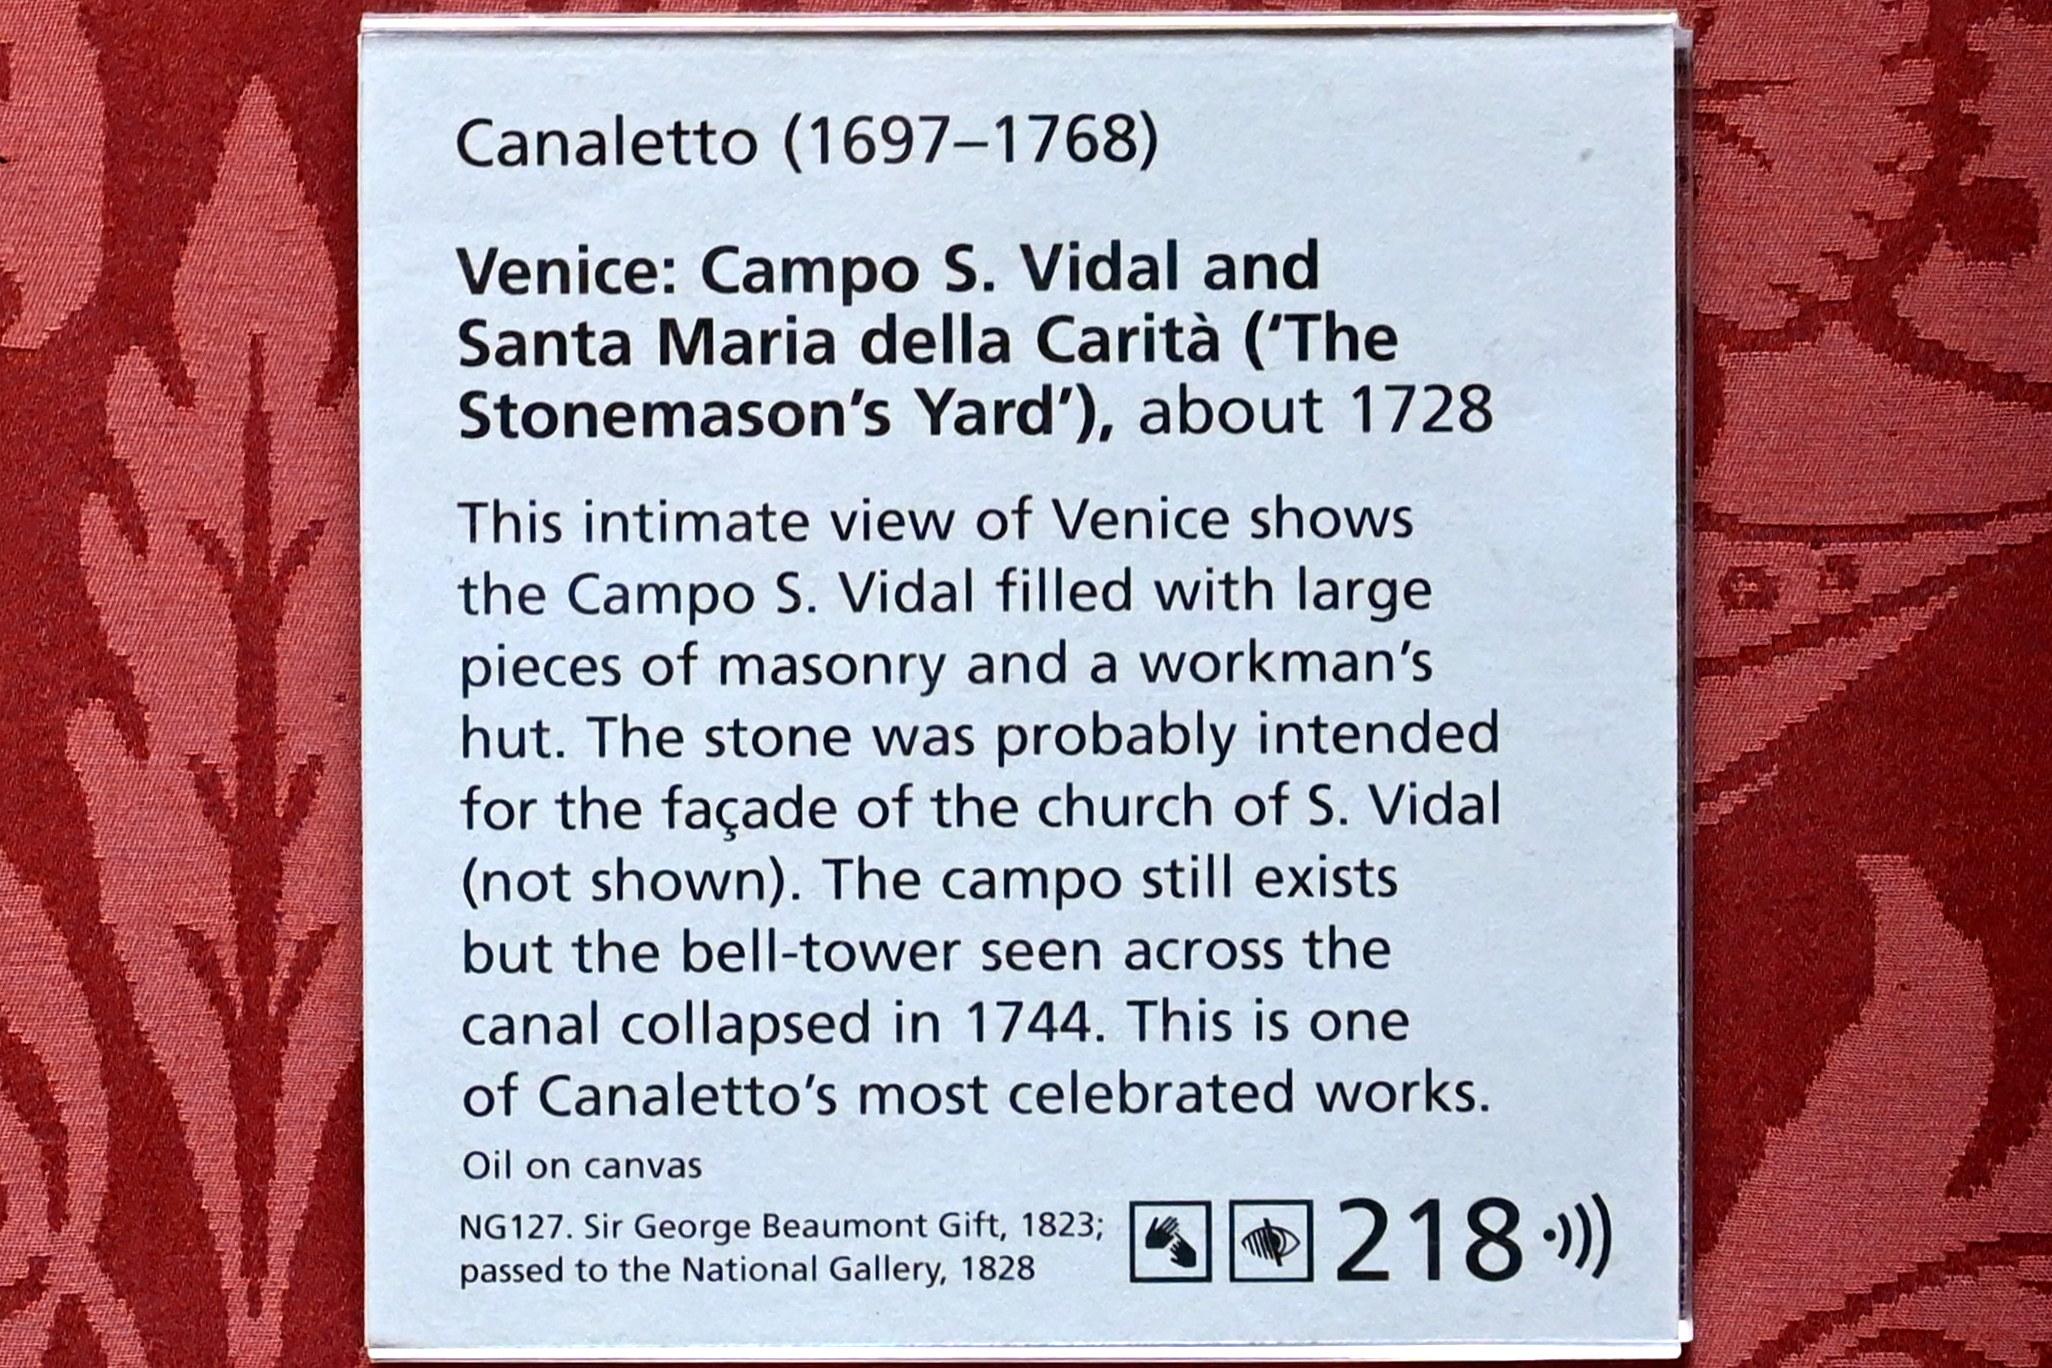 Canaletto (1697–1768)
Venice: Campo S. Vidal and
Santa Maria della Carità (‘The
Stonemason’s Yard’), about 1728
This intimate view of Venice shows
the Campo S. Vidal filled with large
pieces of masonry and a workman’s
hut. The stone was probably intended
for the façade of the church of S. Vidal
(not shown). The campo still exists
but the bell-tower seen across the
canal collapsed in 1744. This is one
of Canaletto’s most celebrated works.
Oil on canvas
NG127. Sir George Beaumont Gift, 1823;
passed to the National Gallery, 1828
218